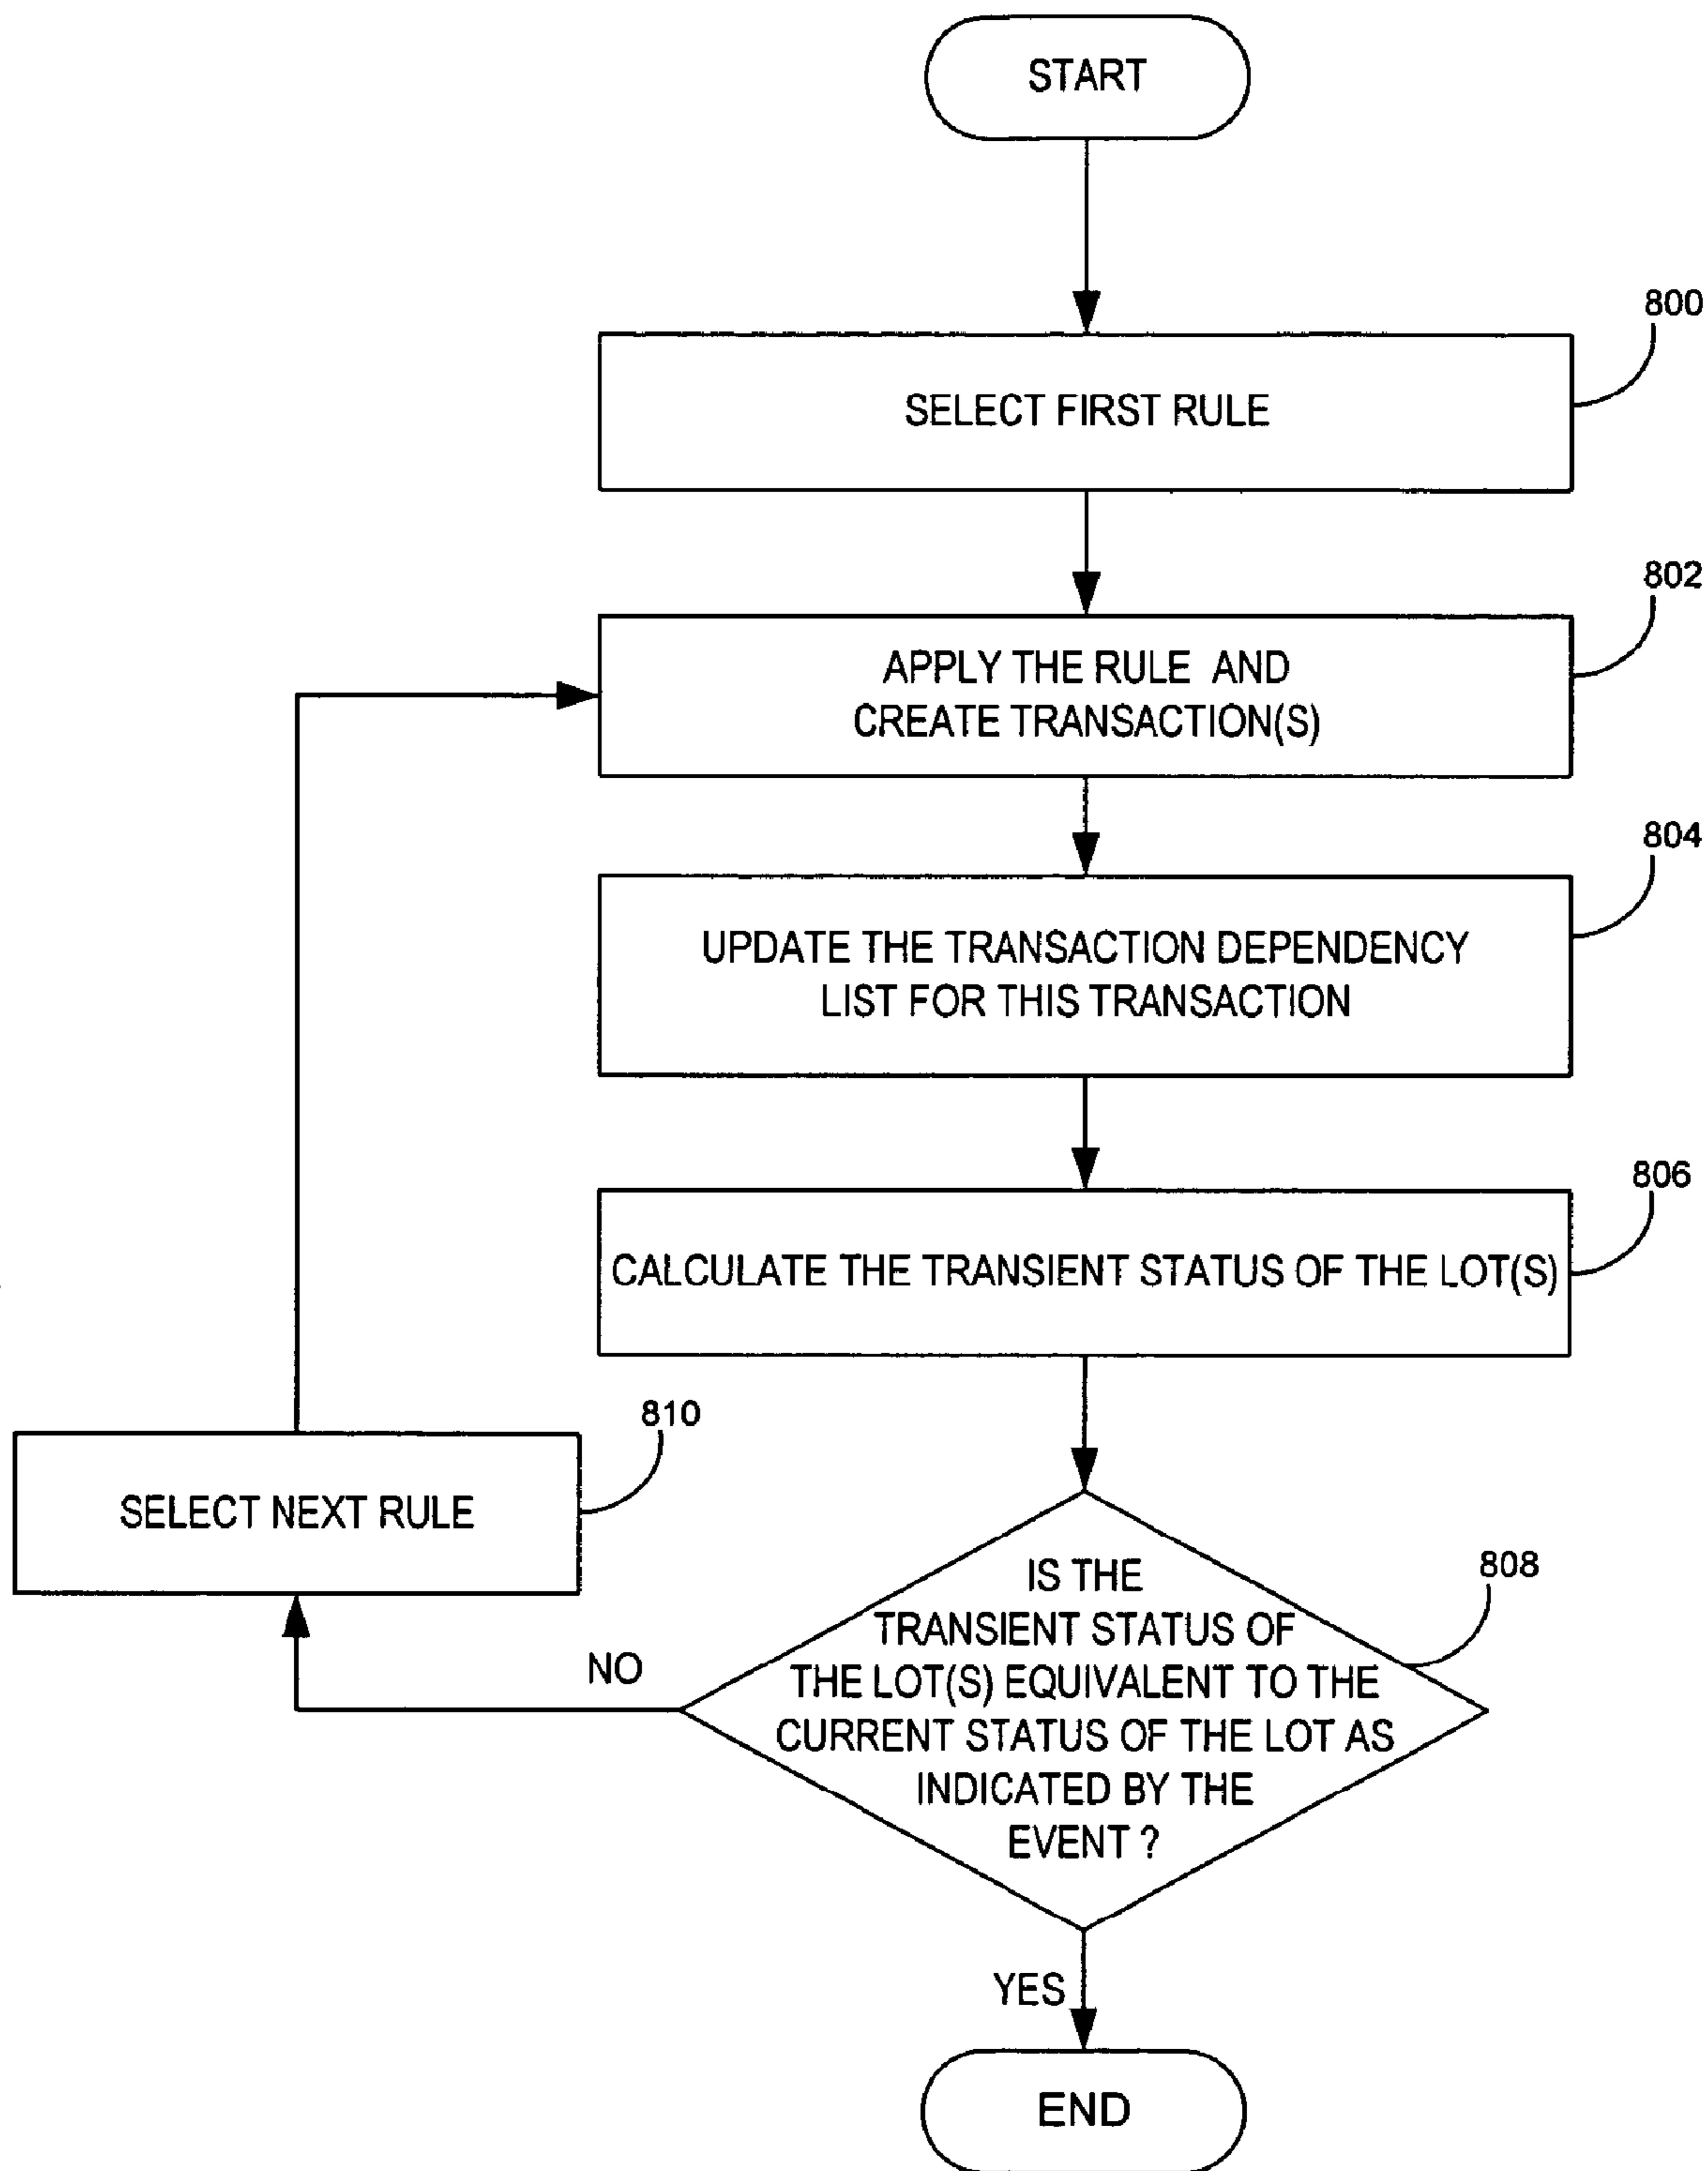 START
800
SELECT FIRST RULE
802
APPLY THE RULE AND
CREATE TRANSACTION(S)
804
UPDATE THE TRANSACTION DEPENDENCY
LIST FOR THIS TRANSACTION
806
CALCULATE THE TRANSIENT STATUS OF THE LOT(S)
810
SELECT NEXT RULE
808
IS THE
TRANSIENT STATUS OF
THE LOT(S) EQUIVALENT TO THE
CURRENT STATUS OF THE LOT AS
INDICATED BY THE
EVENT ?
NO
YES
END